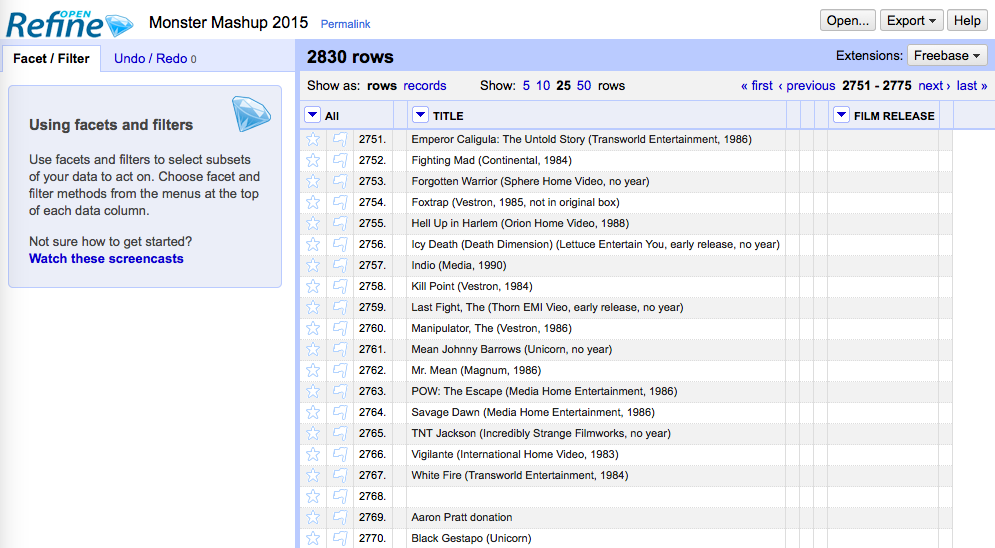 OPEN
Refine
Monster Mashup 2015 Permalink
Open... Export Help
Facet / Filter Undo / Redo 0
Using facets and filters
Use facets and filters to select subsets
of your data to act on. Choose facet and
filter methods from the menus at the top
of each data column.
Not sure how to get started?
Watch these screencasts
2830 rows Extensions: Freebase
Show as: rows records Show: 5 10 25 50 rows « first ‹ previous 2751 - 2775 next › last »
All TITLE FILM RELEASE
2751. Emperor Caligula: The Untold Story (Transworld Entertainment, 1986)
2752. Fighting Mad (Continental, 1984)
2753. Forgotten Warrior (Sphere Home Video, no year)
2754. Foxtrap (Vestron, 1985, not in original box)
2755. Hell Up in Harlem (Orion Home Video, 1988)
2756. Icy Death (Death Dimension) (Lettuce Entertain You, early release, no year)
2757. Indio (Media, 1990)
2758. Kill Point (Vestron, 1984)
2759. Last Fight, The (Thorn EMI Vieo, early release, no year)
2760. Manipulator, The (Vestron, 1986)
2761. Mean Johnny Barrows (Unicorn, no year)
2762. Mr. Mean (Magnum, 1986)
2763. POW: The Escape (Media Home Entertainment, 1986)
2764. Savage Dawn (Media Home Entertainment, 1986)
2765. TNT Jackson (Incredibly Strange Filmworks, no year)
2766. Vigilante (International Home Video, 1983)
2767. White Fire (Transworld Entertainment, 1984)
2768.
2769. Aaron Pratt donation
2770. Black Gestapo (Unicorn)